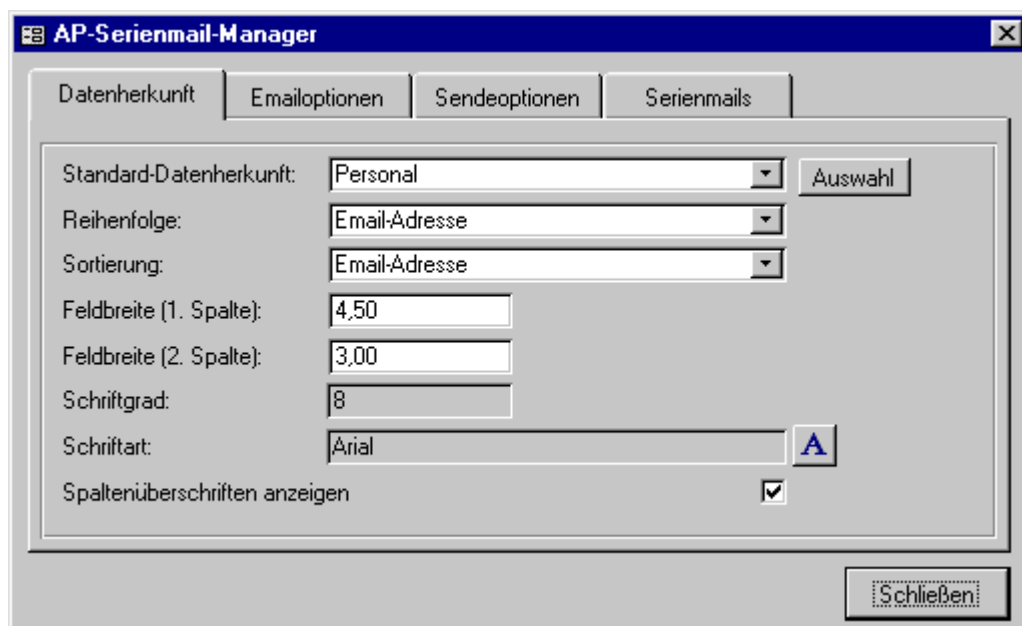 AP-Serienmail-Manager
Datenherkunft Emailoptionen Sendeoptionen Serienmails
Standard-Datenherkunft: Personal Auswahl
Reihenfolge: Email-Adresse
Sortierung: Email-Adresse
Feldbreite (1. Spalte): 4,50
Feldbreite (2. Spalte): 3,00
Schriftgrad: 8
Schriftart: Arial A
Spaltenüberschriften anzeigen
Schließen